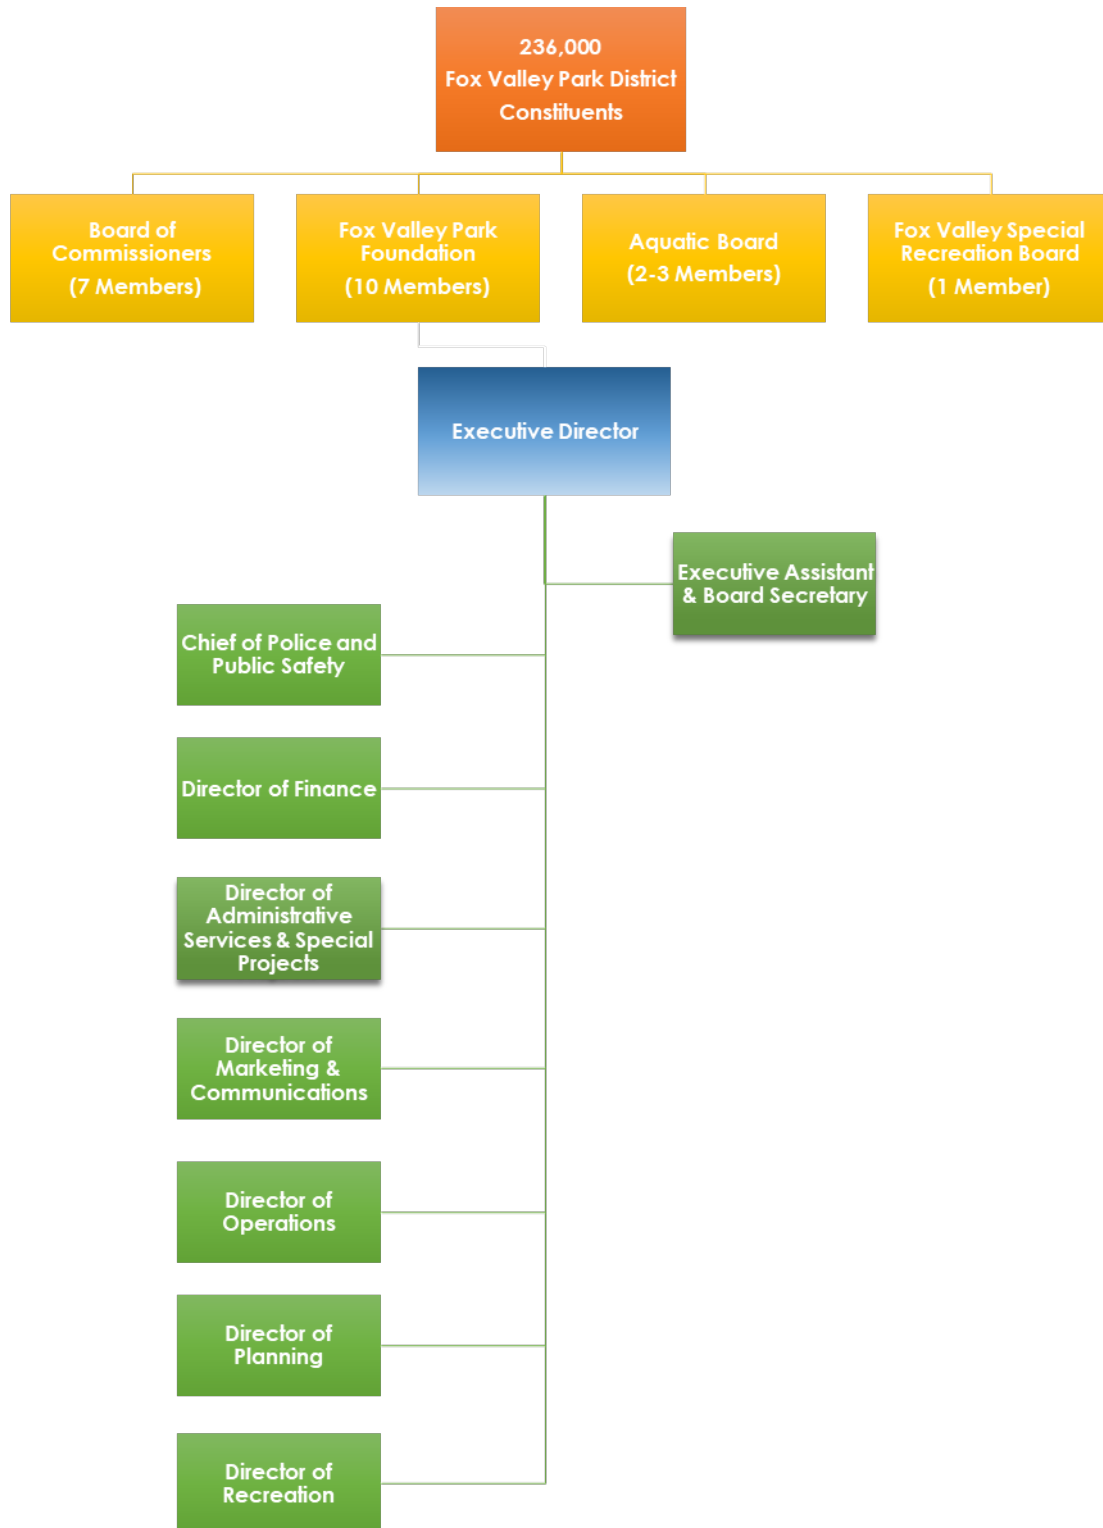 236,000
Fox Valley Park District
Constituents
Board of
Commissioners
(7 Members)
Fox Valley Park
Foundation
(10 Members)
Aquatic Board
(2-3 Members)
Fox Valley Special
Recreation Board
(1 Member)
Executive Director
Executive Assistant
& Board Secretary
Chief of Police and
Public Safety
Director of Finance
Director of
Administrative
Services & Special
Projects
Director of
Marketing &
Communications
Director of
Operations
Director of
Planning
Director of
Recreation